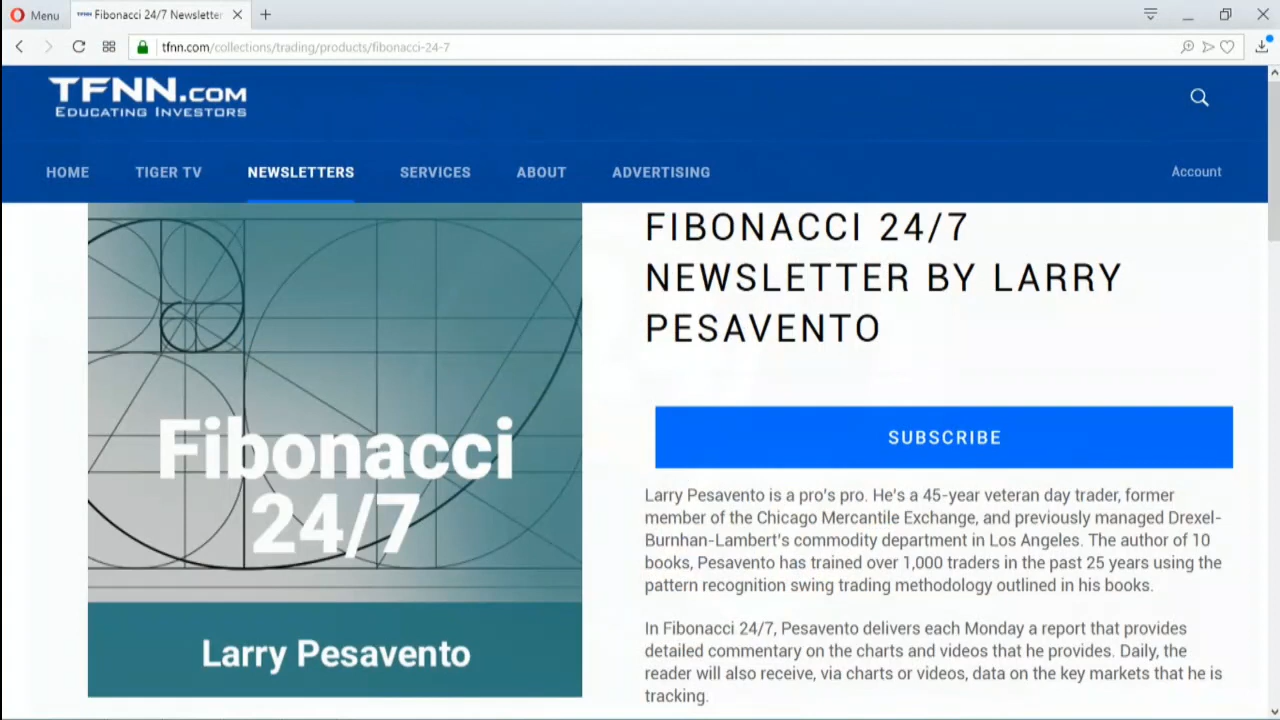 Menu
Fibonacci 24/7 Newsletter
tfnn.com/collections/trading/products/fibonacci-24-7
TFNN.COM
EDUCATING INVESTORS
HOME
TIGER TV
NEWSLETTERS
SERVICES
ABOUT
ADVERTISING
Account
Fibonacci
24/7
Larry Pesavento
FIBONACCI 24/7
NEWSLETTER BY LARRY
PESAVENTO
SUBSCRIBE
Larry Pesavento is a pro's pro. He's a 45-year veteran day trader, former
member of the Chicago Mercantile Exchange, and previously managed Drexel-
Burnhan-Lambert's commodity department in Los Angeles. The author of 10
books, Pesavento has trained over 1,000 traders in the past 25 years using the
pattern recognition swing trading methodology outlined in his books.
In Fibonacci 24/7, Pesavento delivers each Monday a report that provides
detailed commentary on the charts and videos that he provides. Daily, the
reader will also receive, via charts or videos, data on the key markets that he is
tracking.